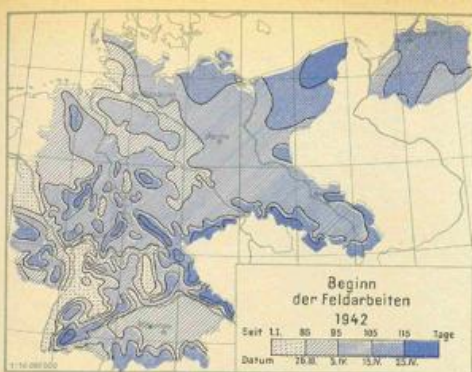 Beginn
der Feldarbeiten
1942
Seit 1.1. 85 95 105 115 Tage
Datum 26.III. 5.IV. 15.IV. 25.IV.